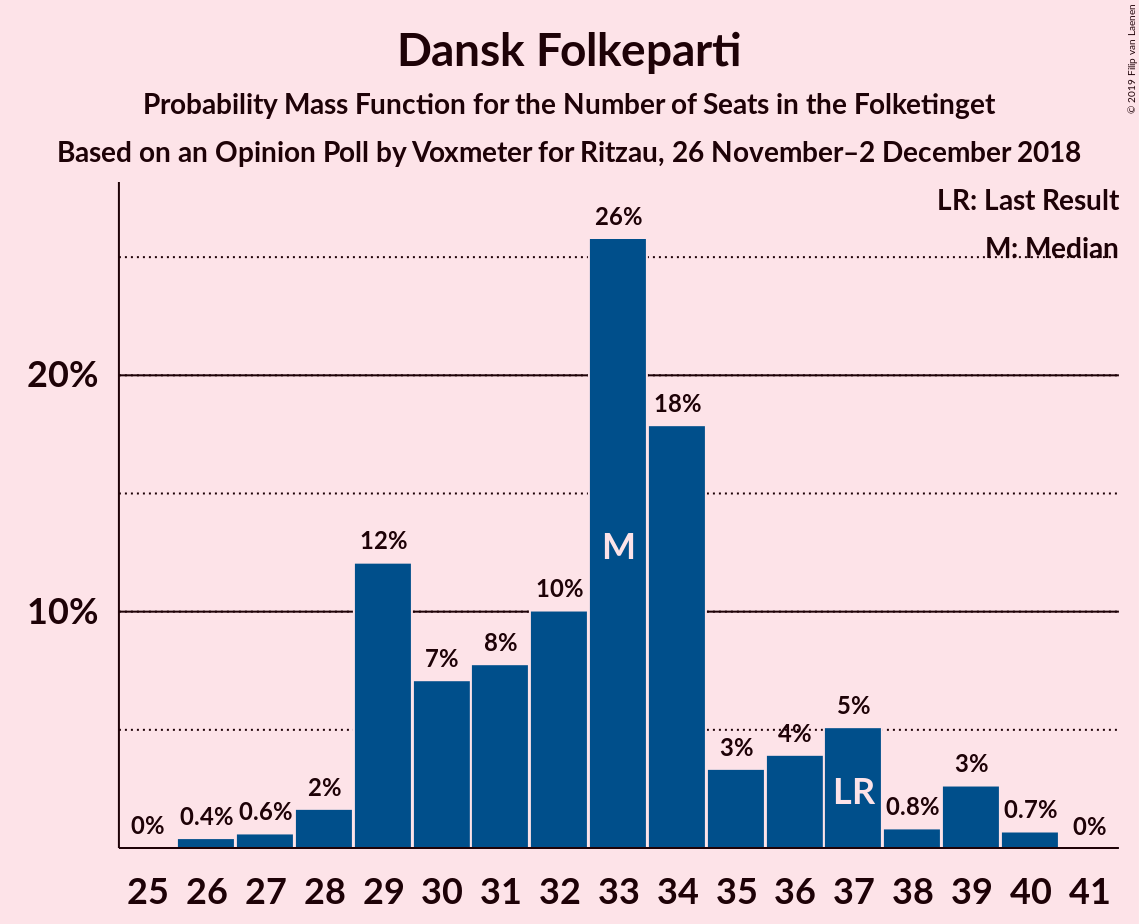 Dansk Folkeparti
Probability Mass Function for the Number of Seats in the Folketinget
Based on an Opinion Poll by Voxmeter for Ritzau, 26 November–2 December 2018
© 2019 Filip van Laenen
LR: Last Result
M: Median
20%
10%
0%
0.4%
0.6%
2%
12%
7%
8%
10%
26%
18%
3%
4%
5%
0.8%
3%
0.7%
0%
M
LR
25 26 27 28 29 30 31 32 33 34 35 36 37 38 39 40 41